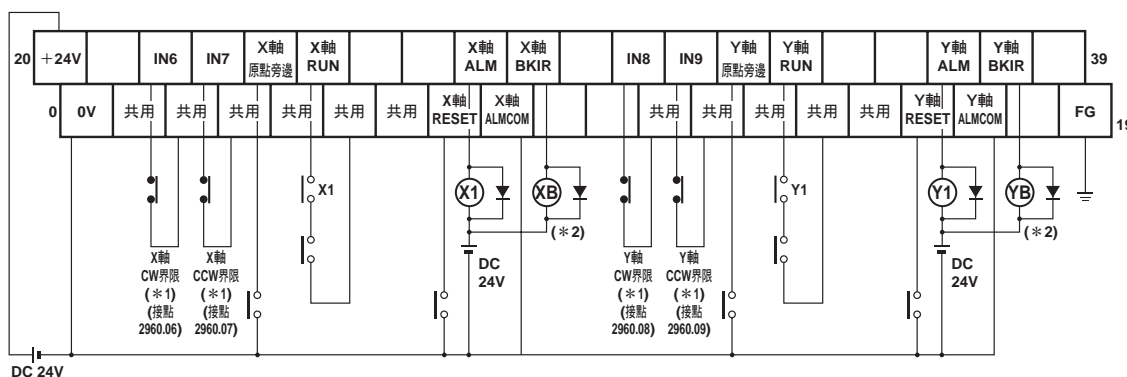 20 ＋24V IN6 IN7 X軸 原點旁邊 X軸 RUN X軸 ALM X軸 BKIR IN8 IN9 Y軸 原點旁邊 Y軸 RUN Y軸 ALM Y軸 BKIR 39
0 0V 共用 共用 共用 共用 共用 共用 X軸 RESET X軸 ALMCOM 共用 共用 共用 共用 共用 Y軸 RESET Y軸 ALMCOM FG 19
X1 X1 XB Y1 Y1 YB
(＊2) (＊2)
DC 24V
DC 24V
X軸
CW界限
(＊1)
(接點
2960.06)
X軸
CCW界限
(＊1)
(接點
2960.07)
Y軸
CW界限
(＊1)
(接點
2960.08)
Y軸
CCW界限
(＊1)
(接點
2960.09)
DC 24V